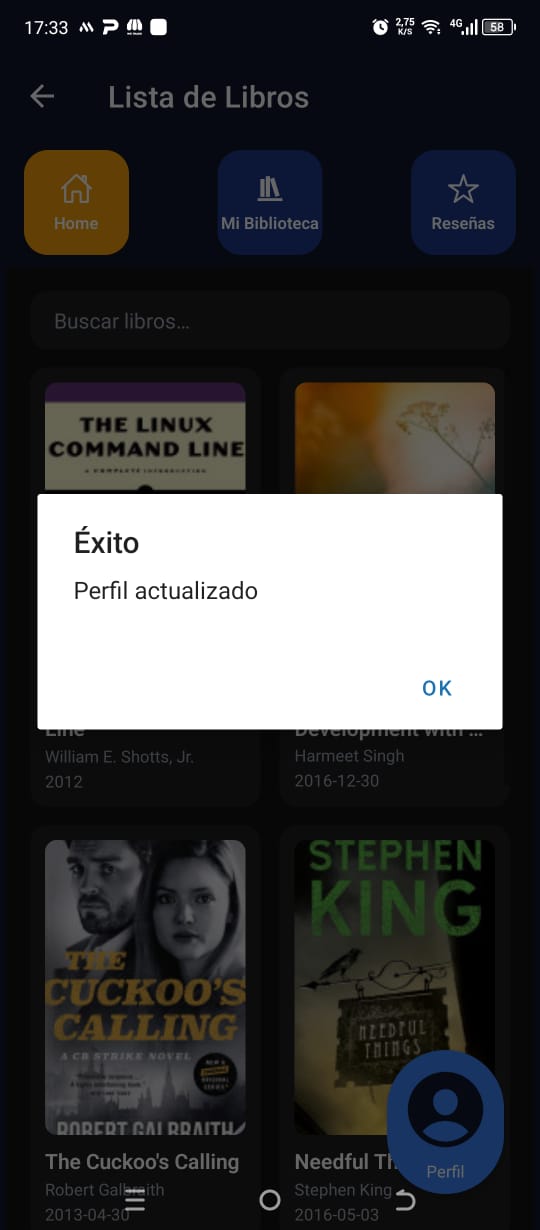 17:33
2,75
K/S
4G
58
Lista de Libros
Home
Mi Biblioteca
Reseñas
Buscar libros…
THE LINUX
COMMAND LINE
A COMPLETE INTRODUCTION
Éxito
Perfil actualizado
OK
Line
Development with ...
William E. Shotts, Jr.
Harmeet Singh
2012
2016-12-30
THE
CUCKOO'S
CALLING
A CB STRIKE NOVEL
ROBERT GALBRAITH
STEPHEN
KING
NEEDFUL
THINGS
The Cuckoo's Calling
Robert Galbraith
2013-04-30
Needful Th
Stephen King
2016-05-03
Perfil